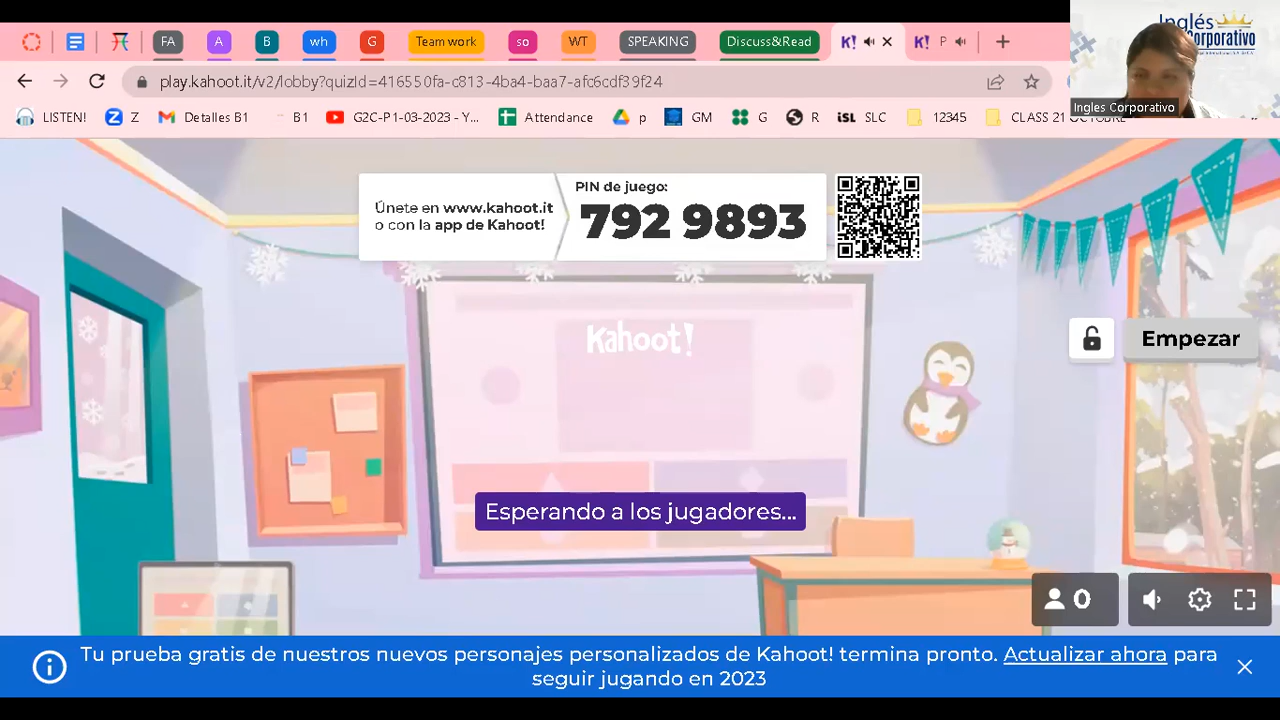 FA
A
B
wh
G
Team work
so
WT
SPEAKING
Discuss&Read
K!
K! P
Inglés
Corporativo
play.kahoot.it/v2/lobby?quizId=416550fa-c813-4ba4-baa7-afc6cdf39f24
Ingles Corporativo
LISTEN!
Z
Detalles B1
B1
G2C-P1-03-2023 - Y...
Attendance
p
GM
G
R
iSL SLC
12345
CLASS 21 OCTUBRE
Únete en www.kahoot.it
o con la app de Kahoot!
PIN de juego:
792 9893
Kahoot!
Empezar
Esperando a los jugadores...
0
Tu prueba gratis de nuestros nuevos personajes personalizados de Kahoot! termina pronto. Actualizar ahora para
seguir jugando en 2023